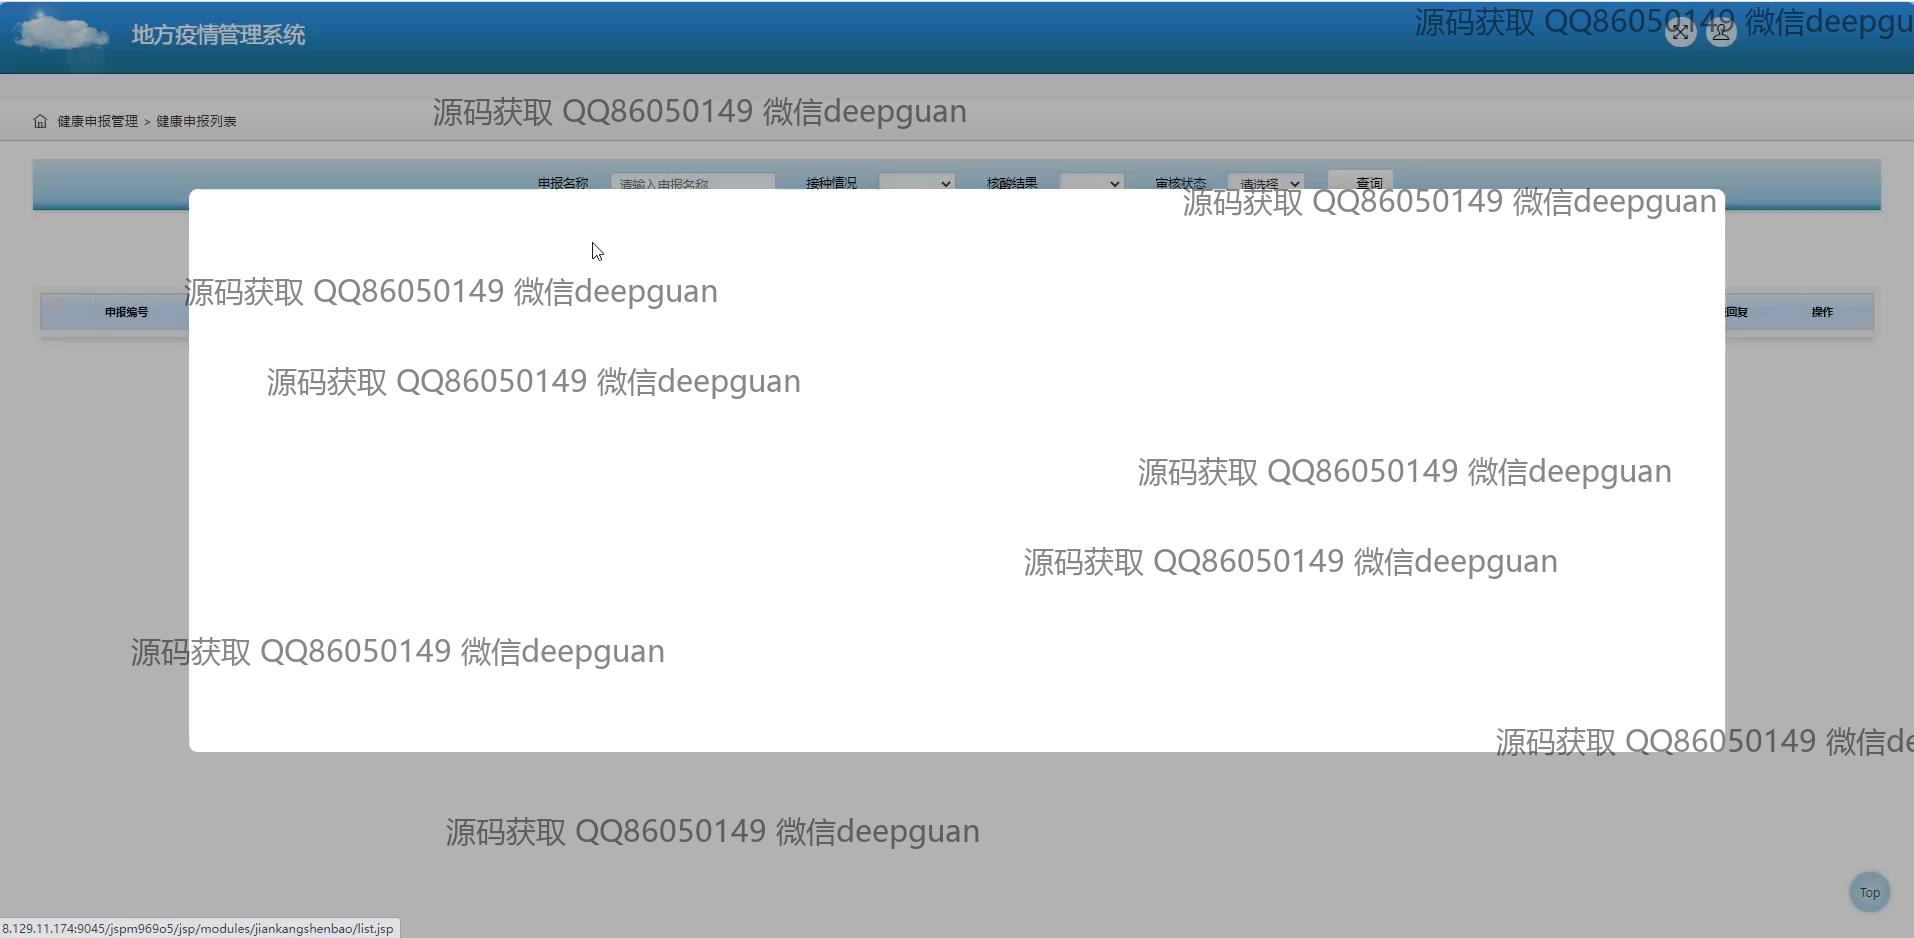 地方疫情管理系统
源码获取 QQ86050149 微信deepgu
源码获取 QQ86050149 微信deepguan
健康申报管理 > 健康申报列表
申报名称 请输入申报名称 接种情况 核酸结果 审核状态 请选择 查询
源码获取 QQ86050149 微信deepguan
源码获取 QQ86050149 微信deepguan
申报编号 回复 操作
源码获取 QQ86050149 微信deepguan
源码获取 QQ86050149 微信deepguan
源码获取 QQ86050149 微信deepguan
源码获取 QQ86050149 微信deepguan
源码获取 QQ86050149 微信de
源码获取 QQ86050149 微信deepguan
Top
8.129.11.174:9045/jspm969o5/jsp/modules/jiankangshenbao/list.jsp